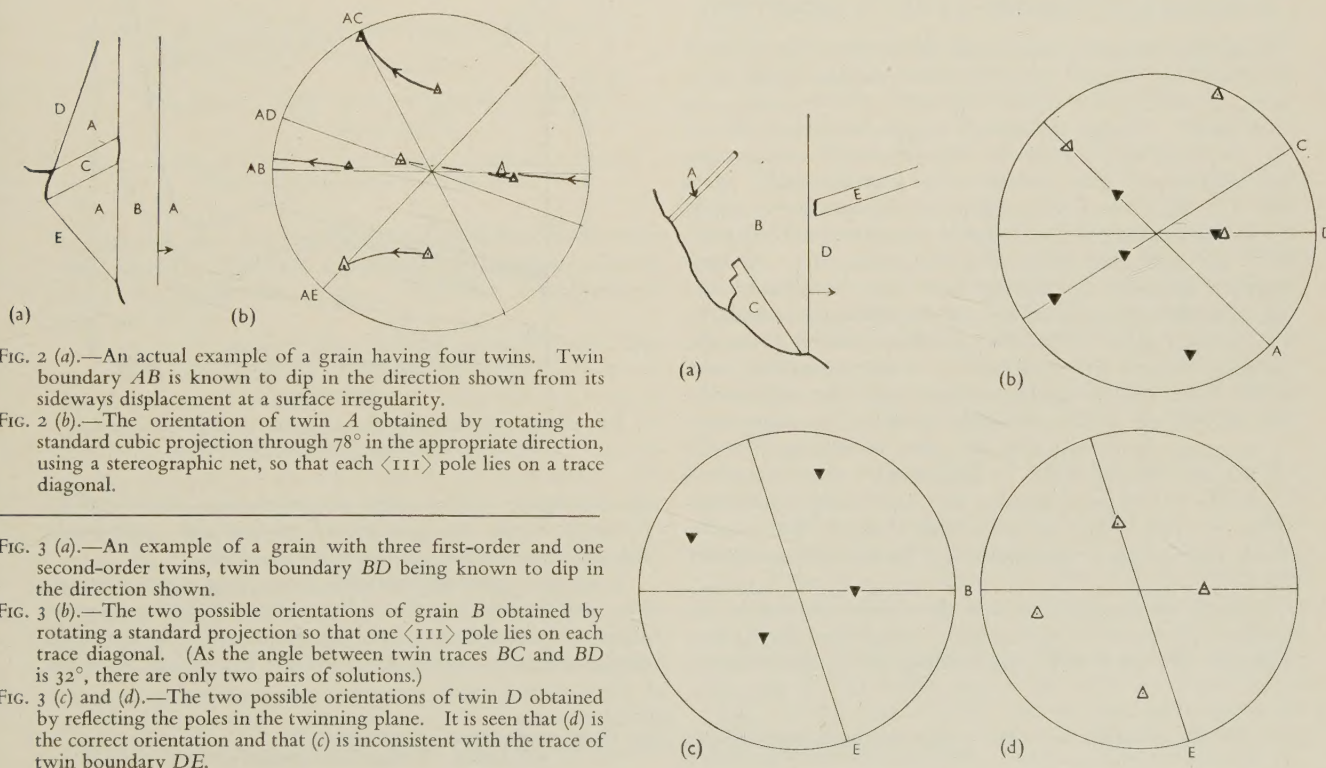 D
A
C
A
B
A
E
(a)
AC
AD
AB
AE
(b)
FIG. 2 (a).—An actual example of a grain having four twins. Twin
boundary AB is known to dip in the direction shown from its
sideways displacement at a surface irregularity.
FIG. 2 (b).—The orientation of twin A obtained by rotating the
standard cubic projection through 78° in the appropriate direction,
using a stereographic net, so that each ⟨111⟩ pole lies on a trace
diagonal.
FIG. 3 (a).—An example of a grain with three first-order and one
second-order twins, twin boundary BD being known to dip in
the direction shown.
FIG. 3 (b).—The two possible orientations of grain B obtained by
rotating a standard projection so that one ⟨111⟩ pole lies on each
trace diagonal. (As the angle between twin traces BC and BD
is 32°, there are only two pairs of solutions.)
FIG. 3 (c) and (d).—The two possible orientations of twin D obtained
by reflecting the poles in the twinning plane. It is seen that (d) is
the correct orientation and that (c) is inconsistent with the trace of
twin boundary DE.
A
B
E
D
C
(a)
C
D
A
(b)
B
E
(c)
E
(d)